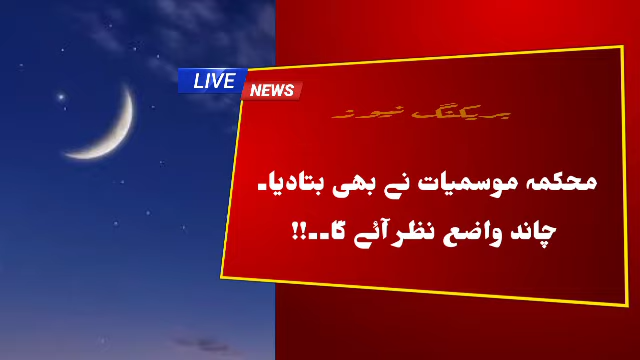 LIVE
NEWS
بریکنگ نیوز
محکمہ موسمیات نے بھی بتادیا۔
چاند واضع نظر آئے گا۔۔!!